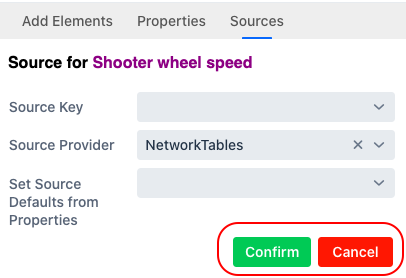 Add Elements Properties Sources
Source for Shooter wheel speed
Source Key
Source Provider NetworkTables
Set Source
Defaults from
Properties
Confirm Cancel